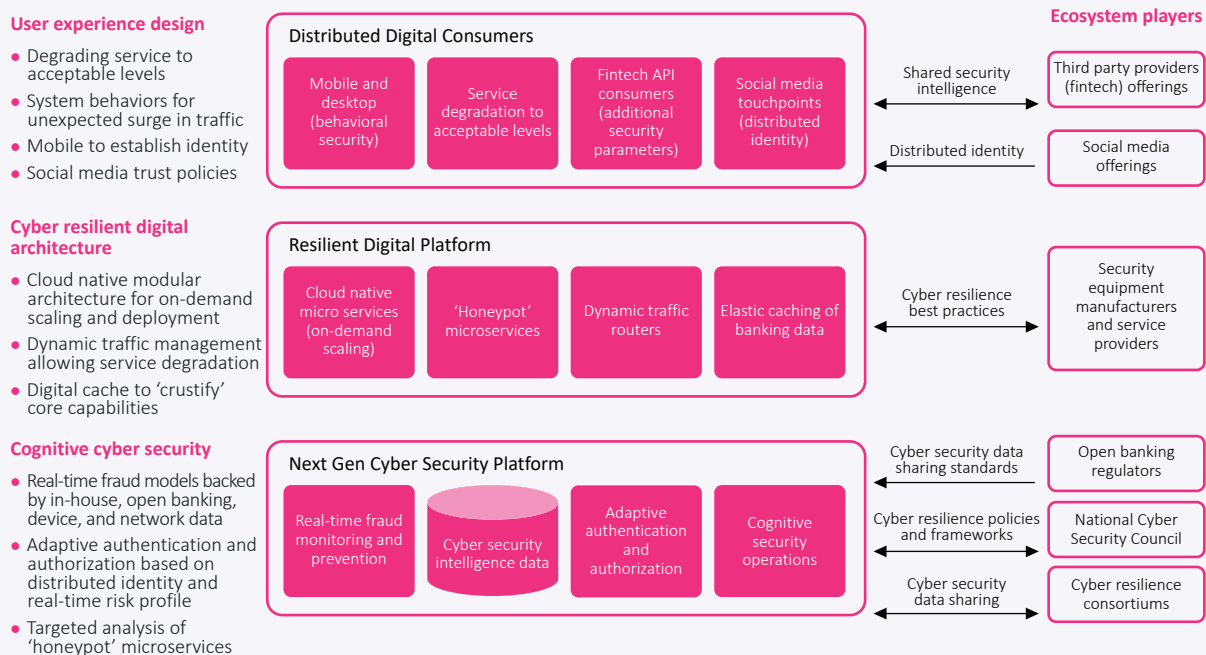 User experience design
• Degrading service to
acceptable levels
• System behaviors for
unexpected surge in traffic
• Mobile to establish identity
• Social media trust policies
Distributed Digital Consumers
Mobile and
desktop
(behavioral
security)
Service
degradation to
acceptable levels
Fintech API
consumers
(additional
security
parameters)
Social media
touchpoints
(distributed
identity)
Shared security
intelligence
Distributed identity
Ecosystem players
Third party providers
(fintech) offerings
Social media
offerings
Cyber resilient digital
architecture
• Cloud native modular
architecture for on-demand
scaling and deployment
• Dynamic traffic management
allowing service degradation
• Digital cache to ‘crustify’
core capabilities
Resilient Digital Platform
Cloud native
micro services
(on-demand
scaling)
‘Honeypot’
microservices
Dynamic traffic
routers
Elastic caching of
banking data
Cyber resilience
best practices
Security
equipment
manufacturers
and service
providers
Cognitive cyber security
• Real-time fraud models backed
by in-house, open banking,
device, and network data
• Adaptive authentication and
authorization based on
distributed identity and
real-time risk profile
• Targeted analysis of
‘honeypot’ microservices
Next Gen Cyber Security Platform
Real-time fraud
monitoring and
prevention
Cyber security
intelligence data
Adaptive
authentication
and
authorization
Cognitive
security
operations
Cyber security data
sharing standards
Open banking
regulators
Cyber resilience policies
and frameworks
National Cyber
Security Council
Cyber security
data sharing
Cyber resilience
consortiums